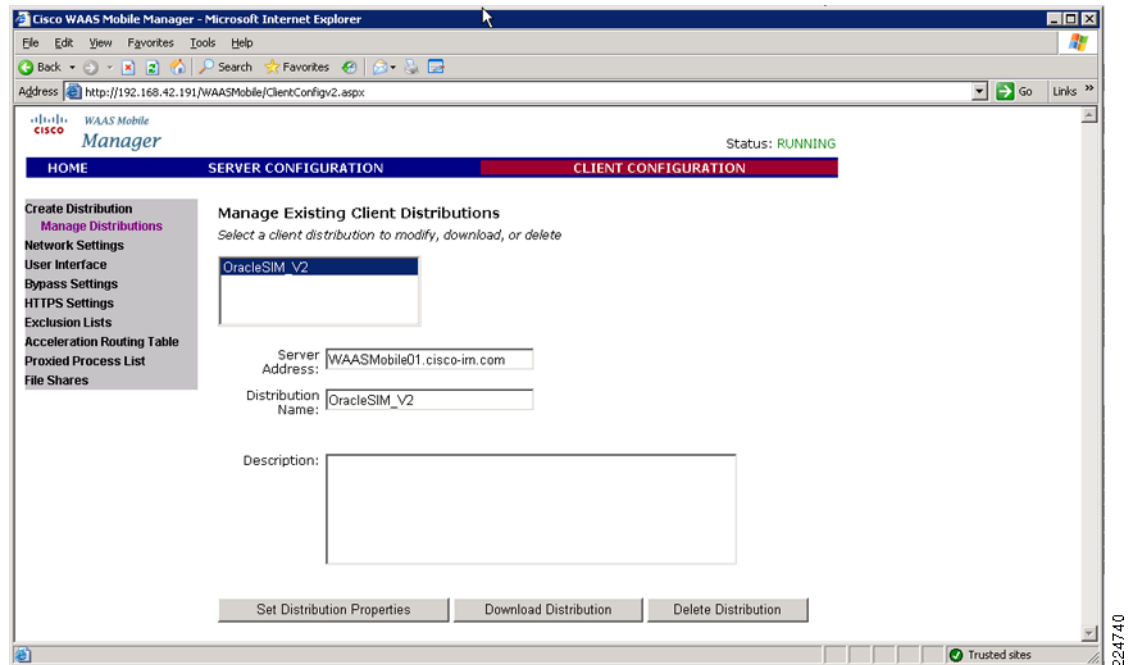 Cisco WAAS Mobile Manager - Microsoft Internet Explorer
File Edit View Favorites Tools Help
Back Search Favorites
Address http://192.168.42.191/WAASMobile/ClientConfigv2.aspx Go Links »
CISCO WAAS Mobile Manager
Status: RUNNING
HOME SERVER CONFIGURATION CLIENT CONFIGURATION
Create Distribution
Manage Distributions
Network Settings
User Interface
Bypass Settings
HTTPS Settings
Exclusion Lists
Acceleration Routing Table
Proxied Process List
File Shares
Manage Existing Client Distributions
Select a client distribution to modify, download, or delete
OracleSIM_V2
Server Address: WAASMobile01.cisco-irn.com
Distribution Name: OracleSIM_V2
Description:
Set Distribution Properties Download Distribution Delete Distribution
Trusted sites
224740